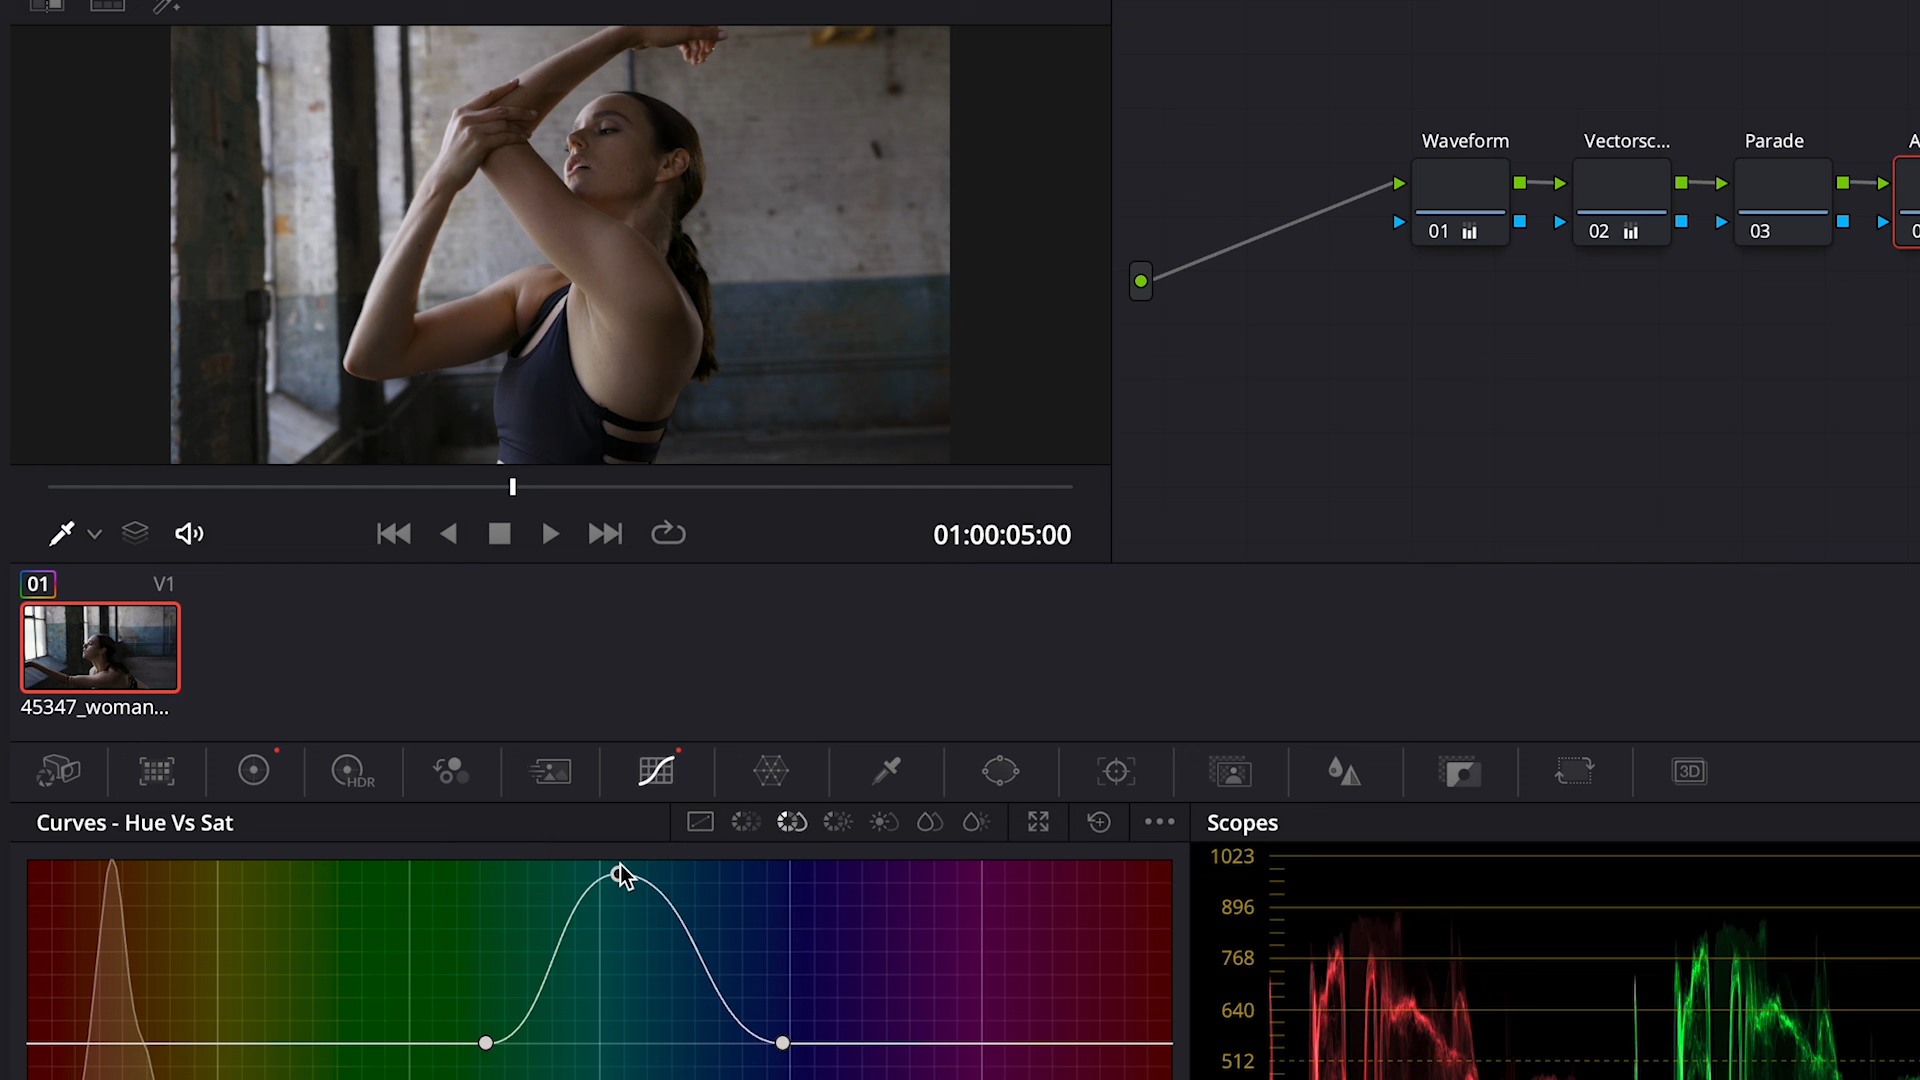 Waveform
Vectorsc...
Parade
A
01
02
03
0
01:00:05:00
01
V1
45347_woman...
HDR
3D
Curves - Hue Vs Sat
Scopes
1023
896
768
640
512